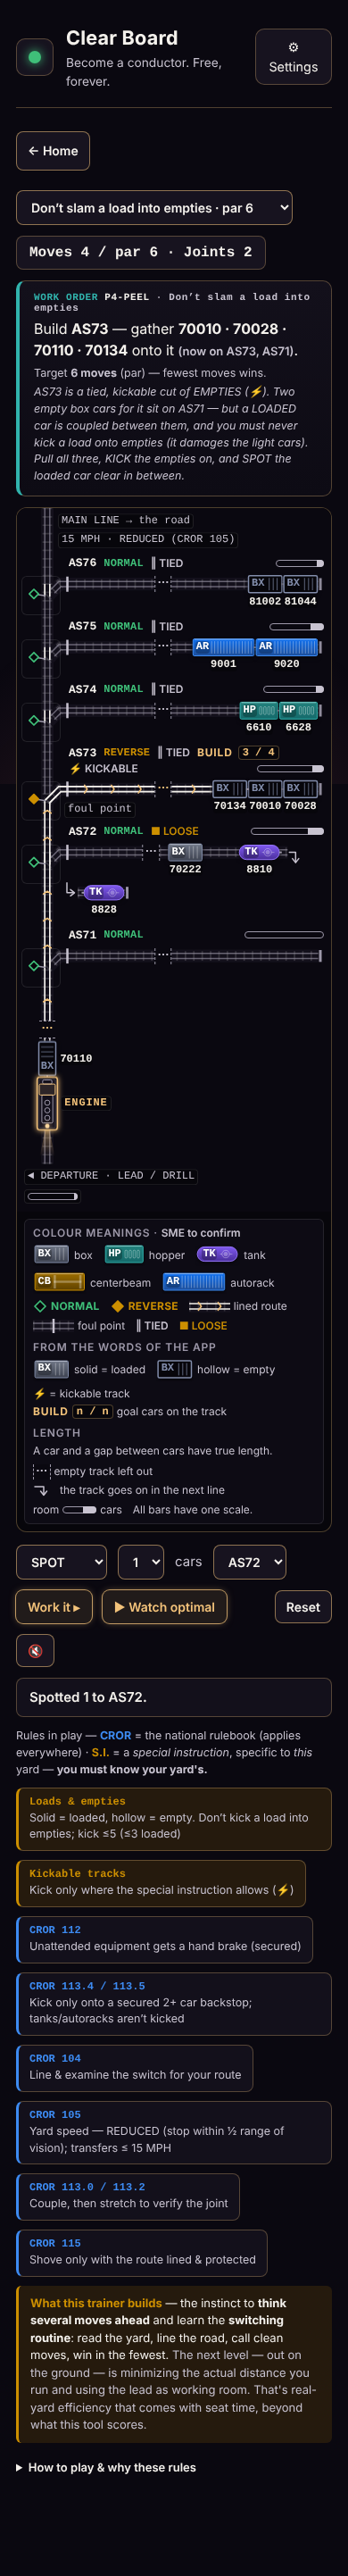 Clear Board
Become a conductor. Free,
forever.
⚙
Settings
← Home
Don't slam a load into empties · par 6
Moves 4 / par 6 · Joints 2
WORK ORDER P4-PEEL · Don't slam a load into
empties
Build AS73 — gather 70010 · 70028 ·
70110 · 70134 onto it (now on AS73, AS71).
Target 6 moves (par) — fewest moves wins.
AS73 is a tied, kickable cut of EMPTIES (⚡). Two
empty box cars for it sit on AS71 — but a LOADED
car is coupled between them, and you must never
kick a load onto empties (it damages the light cars).
Pull all three, KICK the empties on, and SPOT the
loaded car clear in between.
MAIN LINE → the road
15 MPH · REDUCED (CROR 105)
AS76 NORMAL ‖ TIED
BX BX
81002 81044
AS75 NORMAL ‖ TIED
AR AR
9001 9020
AS74 NORMAL ‖ TIED
HP HP
6610 6628
AS73 REVERSE ‖ TIED BUILD 3 / 4
⚡ KICKABLE
BX BX BX
foul point
70134 70010 70028
AS72 NORMAL ■ LOOSE
BX TK
70222 8810
TK
8828
AS71 NORMAL
BX 70110
ENGINE
◄ DEPARTURE · LEAD / DRILL
COLOUR MEANINGS · SME to confirm
BX box HP hopper TK tank
CB centerbeam AR autorack
NORMAL REVERSE lined route
foul point ‖ TIED ■ LOOSE
FROM THE WORDS OF THE APP
BX solid = loaded BX hollow = empty
⚡ = kickable track
BUILD n / n goal cars on the track
LENGTH
A car and a gap between cars have true length.
··· empty track left out
the track goes on in the next line
room cars All bars have one scale.
SPOT 1 cars AS72
Work it ▸ ▶ Watch optimal Reset
🔇
Spotted 1 to AS72.
Rules in play — CROR = the national rulebook (applies
everywhere) · S.I. = a special instruction, specific to this
yard — you must know your yard's.
Loads & empties
Solid = loaded, hollow = empty. Don't kick a load into
empties; kick ≤5 (≤3 loaded)
Kickable tracks
Kick only where the special instruction allows (⚡)
CROR 112
Unattended equipment gets a hand brake (secured)
CROR 113.4 / 113.5
Kick only onto a secured 2+ car backstop;
tanks/autoracks aren't kicked
CROR 104
Line & examine the switch for your route
CROR 105
Yard speed — REDUCED (stop within ½ range of
vision); transfers ≤ 15 MPH
CROR 113.0 / 113.2
Couple, then stretch to verify the joint
CROR 115
Shove only with the route lined & protected
What this trainer builds — the instinct to think
several moves ahead and learn the switching
routine: read the yard, line the road, call clean
moves, win in the fewest. The next level — out on
the ground — is minimizing the actual distance you
run and using the lead as working room. That's real-
yard efficiency that comes with seat time, beyond
what this tool scores.
▶ How to play & why these rules